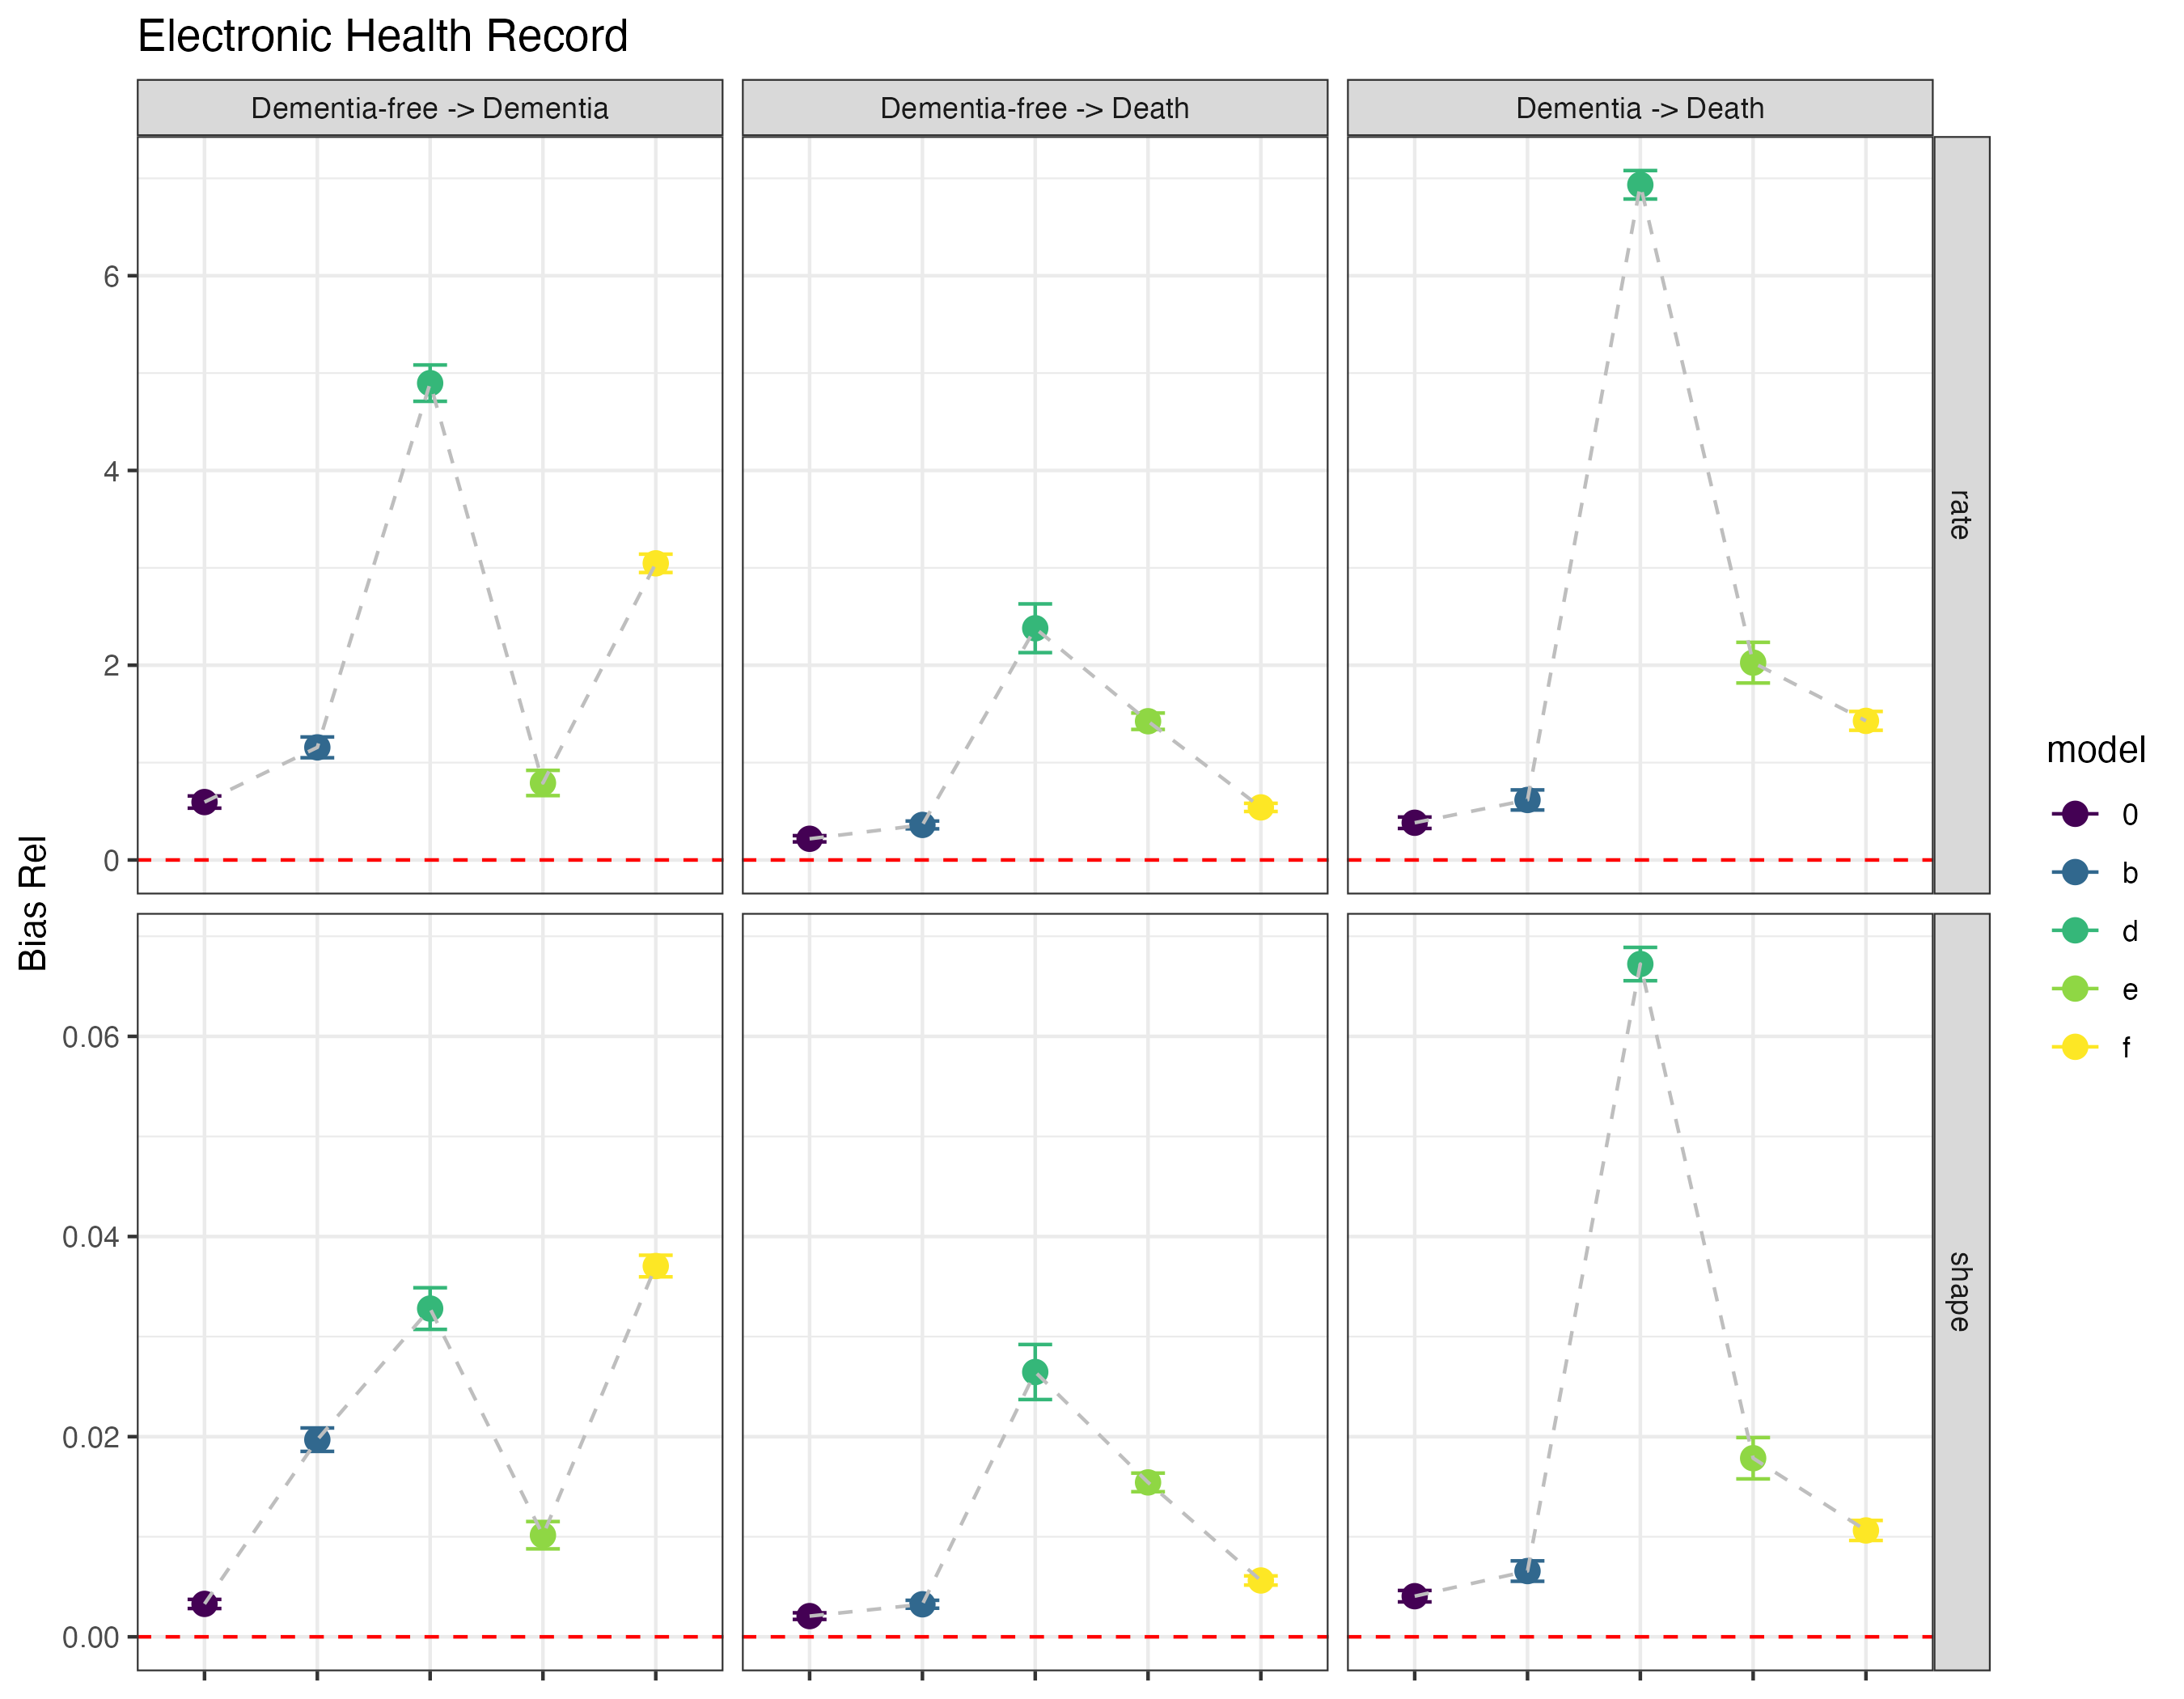 Electronic Health Record
Dementia-free -> Dementia
Dementia-free -> Death
Dementia -> Death
6
4
2
0
rate
Bias Rel
0.06
0.04
0.02
0.00
shape
model
0
b
d
e
f